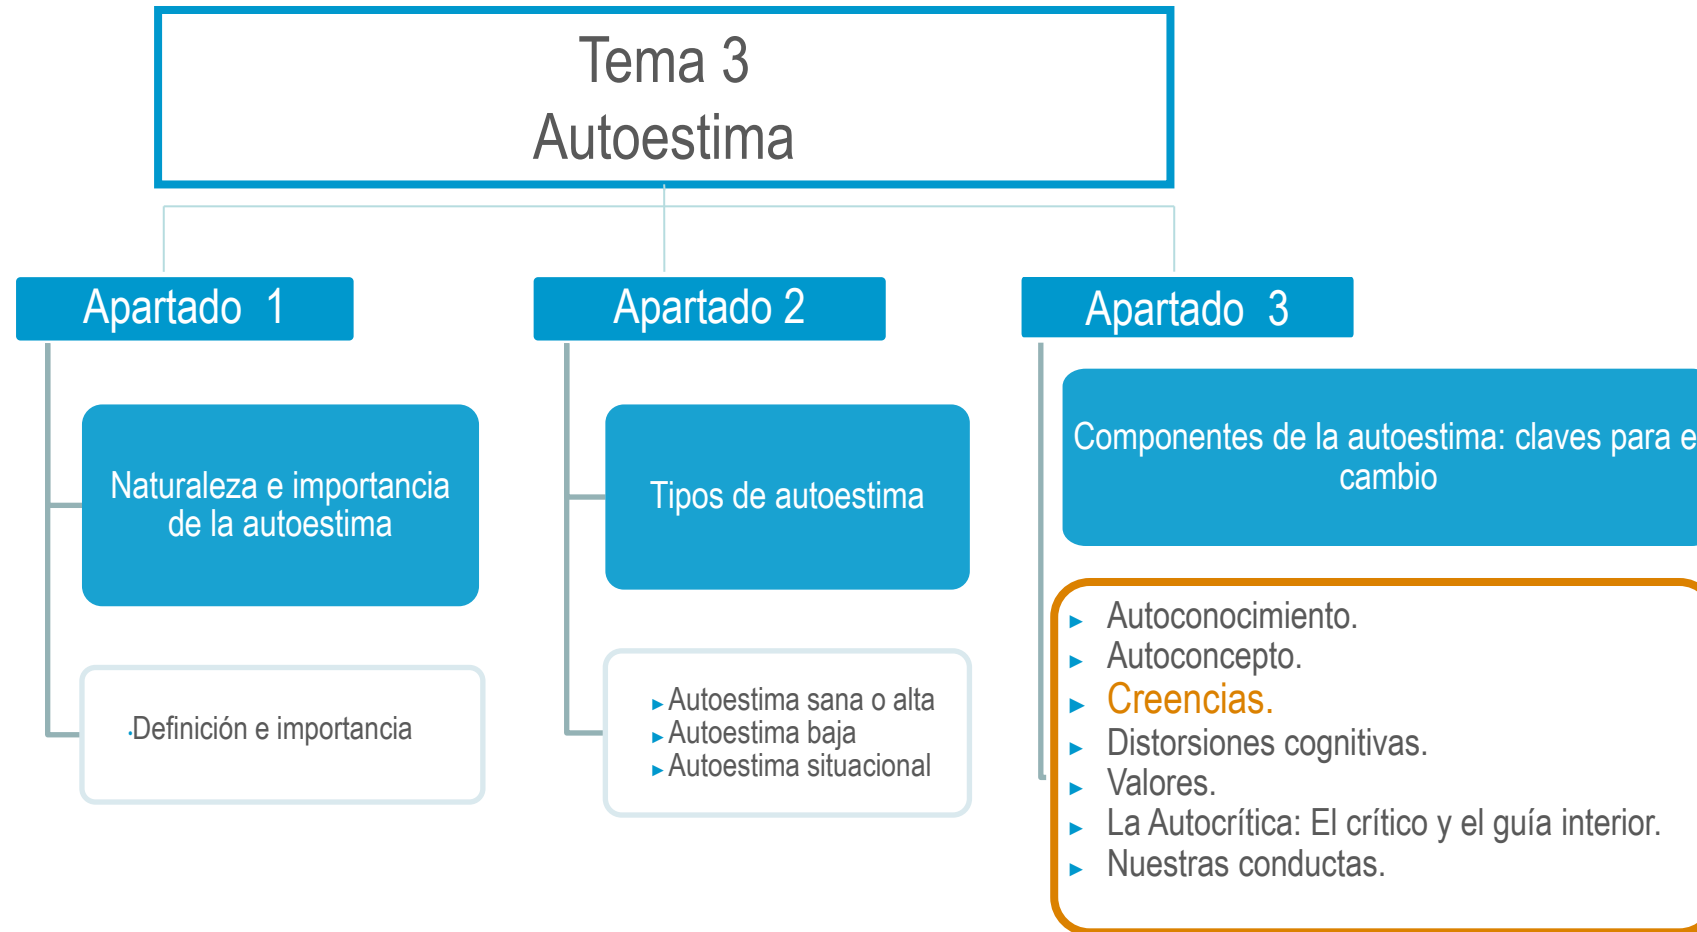 Tema 3
Autoestima
Apartado 1
Naturaleza e importancia
de la autoestima
·Definición e importancia
Apartado 2
Tipos de autoestima
► Autoestima sana o alta
► Autoestima baja
► Autoestima situacional
Apartado 3
Componentes de la autoestima: claves para e
cambio
► Autoconocimiento.
► Autoconcepto.
► Creencias.
► Distorsiones cognitivas.
► Valores.
► La Autocrítica: El crítico y el guía interior.
► Nuestras conductas.